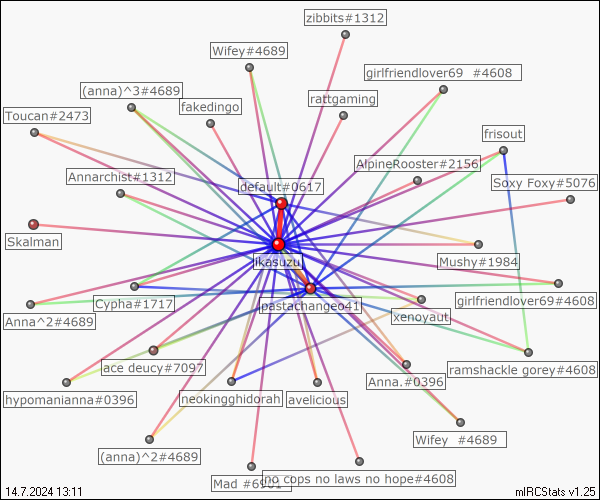 zibbits#1312
Wifey #4689
girlfriendlover69 #4608
(anna)^3#4689
rattgaming
fakedingo
Toucan#2473
frisout
AlpineRooster#2156
Annarchist#1312
Soxy Foxy#5076
default#0617
Skalman
ikasuzu
Mushy#1984
Cypha#1717
pastachangeo41
girlfriendlover69#4608
xenoyaut
Anna^2#4689
ace deucy#7097
ramshackle gorey#4608
Anna.#0396
hypomanianna#0396
neokingghidorah
avelicious
Wifey #4689
(anna)^2#4689
no cops no laws no hope#4608
Mad
14.7.2024 13:11
mIRCStats v1.25